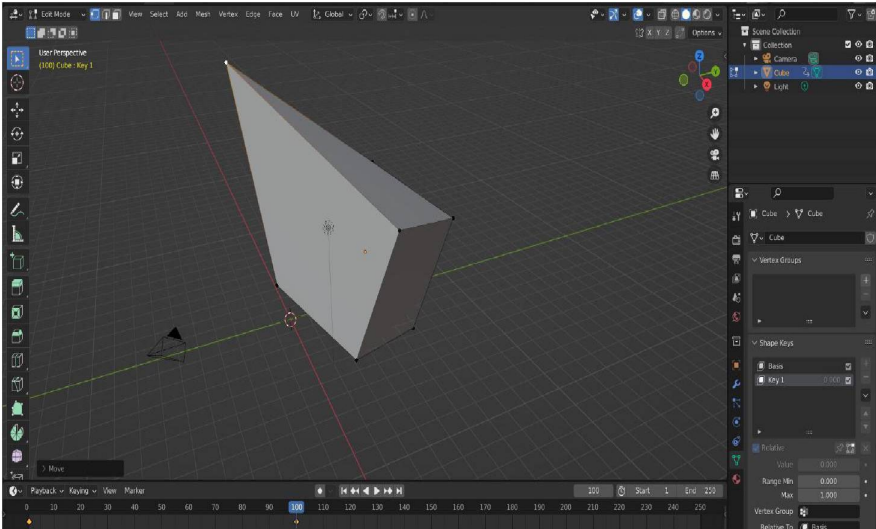 Edit Mode View Select Add Mesh Vertex Edge Face UV Global
X Y Z Options
User Perspective
(100) Cube : Key 1
Scene Collection
Collection
Camera
Cube
Light
Cube > Cube
Cube
Vertex Groups
Shape Keys
Basis
Key 1 0.000
Relative
Value 0.000
Range Min 0.000
Max 1.000
Vertex Group
Relative To Basis
> Move
Playback Keying View Marker 100 Start 1 End 250
0 10 20 30 40 50 60 70 80 90 100 110 120 130 140 150 160 170 180 190 200 210 220 230 240 250